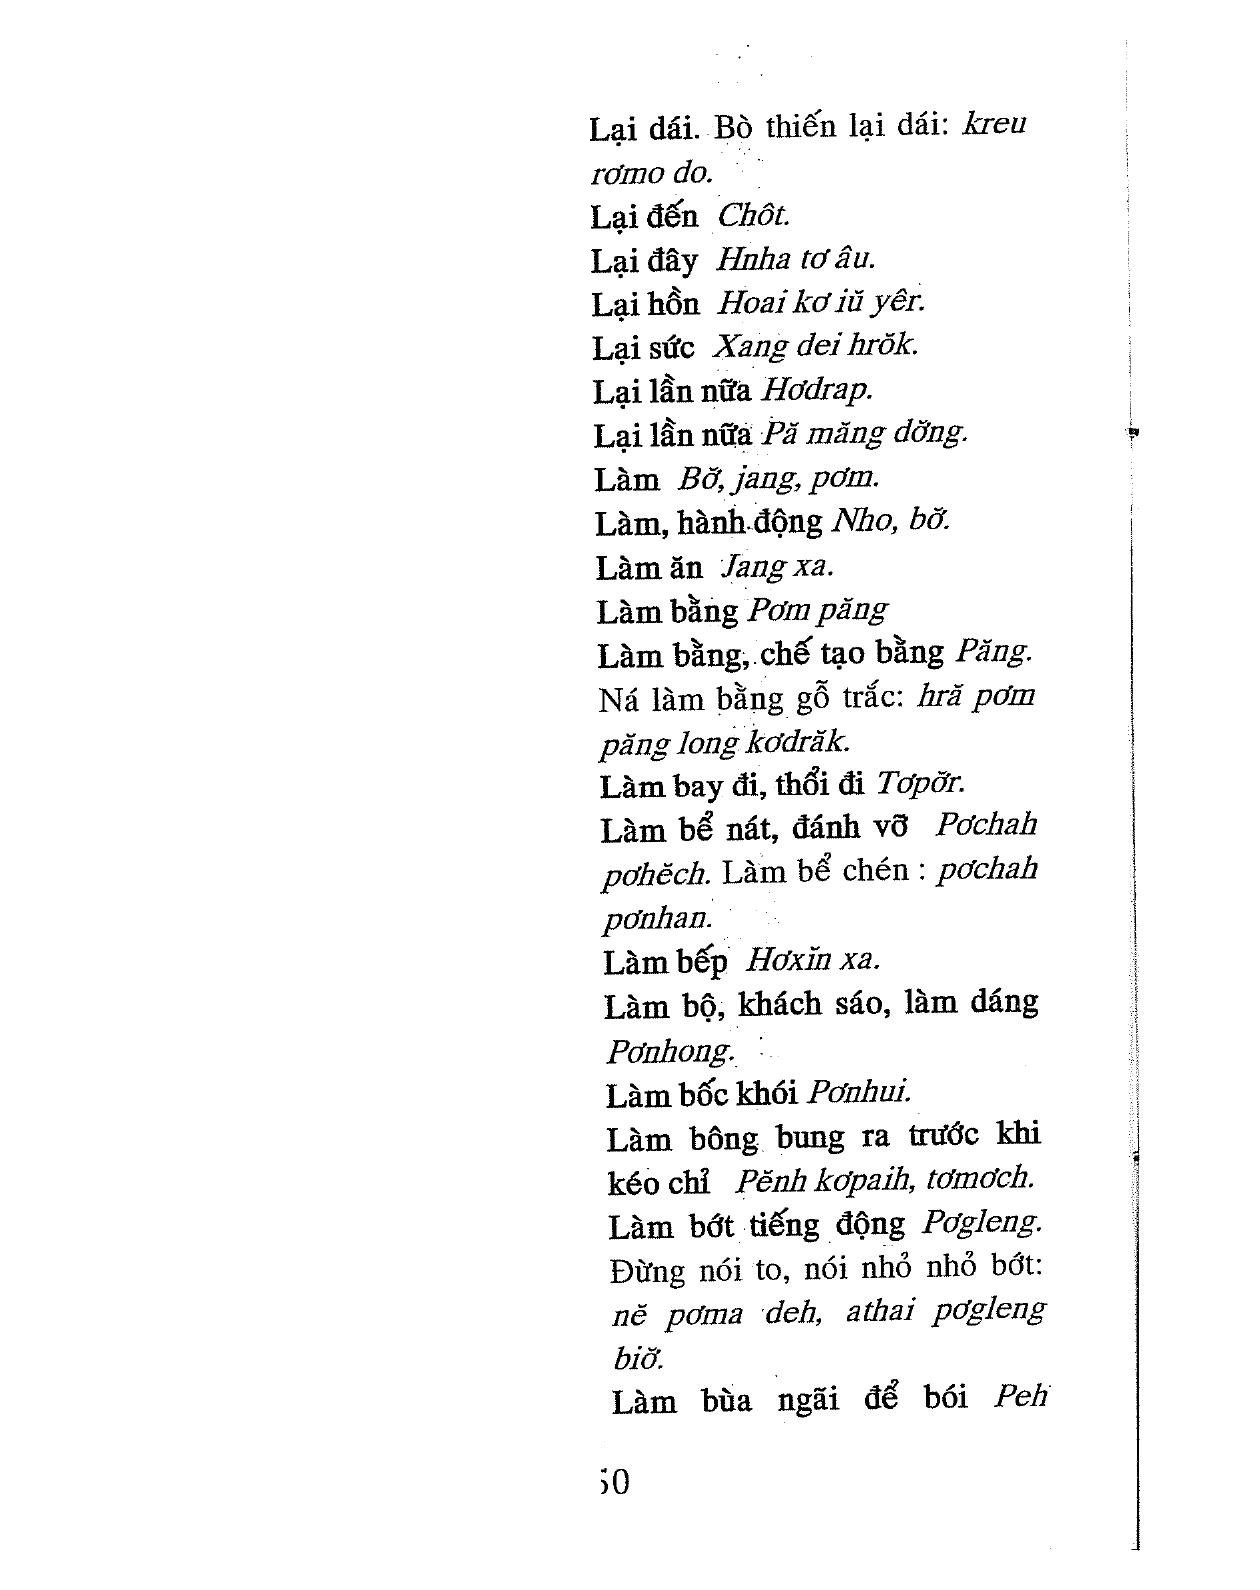 Lại dái. Bò thiến lại dái: kreu
rơmo do.
Lại đến Chôt.
Lại đây Hnha tơ âu.
Lại hồn Hoai kơ iŭ yêr.
Lại sức Xang dei hrŏk.
Lại lần nữa Hơdrap.
Lại lần nữa Pă măng dơ̆ng.
Làm Bơ̆, jang, pơm.
Làm, hành động Nho, bơ̆.
Làm ăn Jang xa.
Làm bằng Pơm păng
Làm bằng, chế tạo bằng Păng.
Ná làm bằng gỗ trắc: hră pơm
păng long kơdrăk.
Làm bay đi, thổi đi Tơpơ̆r.
Làm bể nát, đánh vỡ Pơchah
pơhĕch. Làm bể chén : pơchah
pơnhan.
Làm bếp Hơxĭn xa.
Làm bộ, khách sáo, làm dáng
Pơnhong.
Làm bốc khói Pơnhui.
Làm bông bung ra trước khi
kéo chỉ Pĕnh kơpaih, tơmơch.
Làm bớt tiếng động Pơgleng.
Đừng nói to, nói nhỏ nhỏ bớt:
nĕ pơma deh, athai pơgleng
biơ̆.
Làm bùa ngãi để bói Peh
50